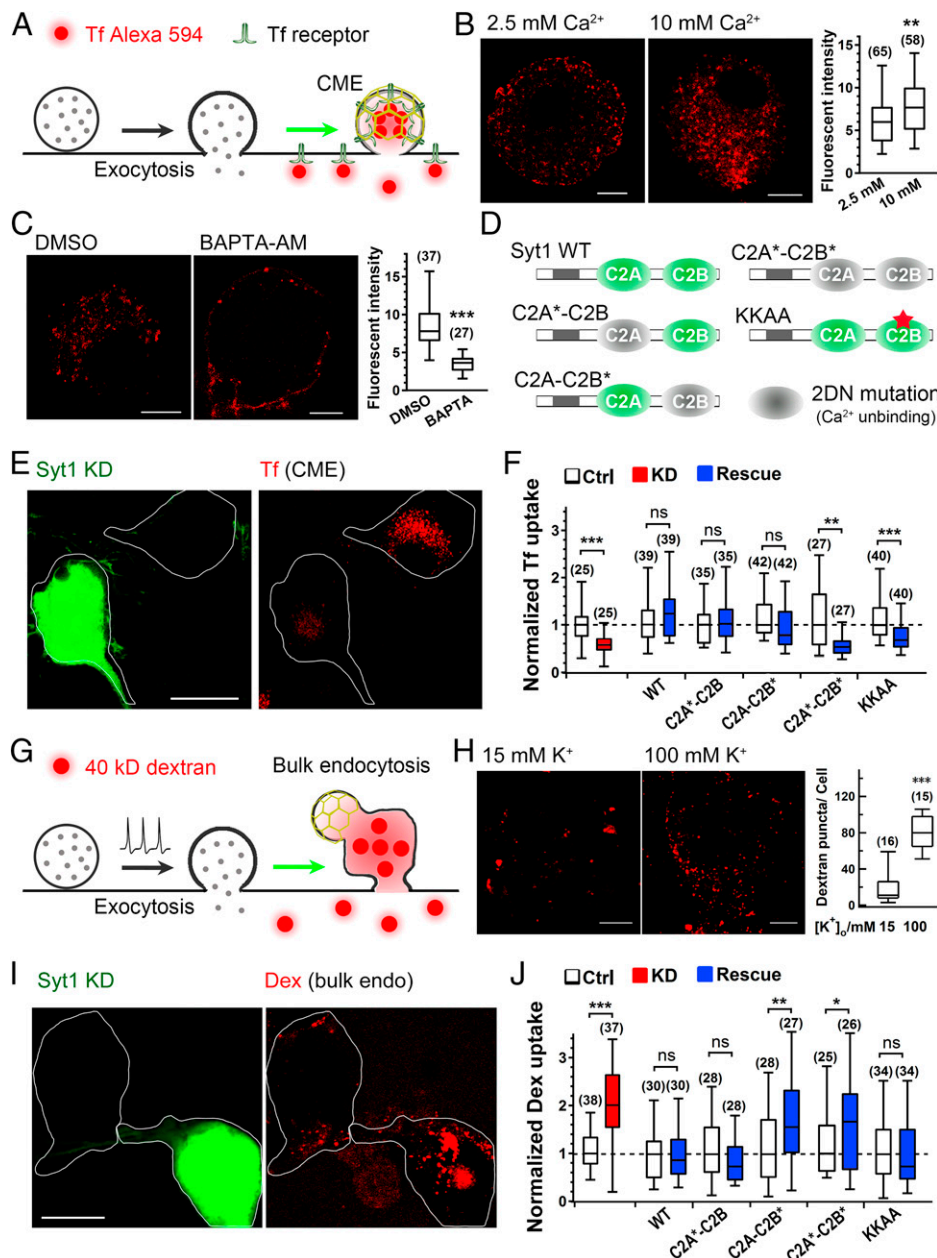 A
Tf Alexa 594
Tf receptor
CME
Exocytosis
B
2.5 mM Ca²⁺
10 mM Ca²⁺
Fluorescent intensity
15
10
5
(65)
**
(58)
2.5 mM
10 mM
C
DMSO
BAPTA-AM
Fluorescent intensity
15
10
5
0
(37)
***
(27)
DMSO
BAPTA
D
Syt1 WT
C2A C2B
C2A*-C2B
C2A C2B
C2A-C2B*
C2A C2B
C2A*-C2B*
C2A C2B
KKAA
C2A C2B
2DN mutation
(Ca²⁺ unbinding)
E
Syt1 KD
Tf (CME)
F
Ctrl KD Rescue
Normalized Tf uptake
3
2
1
0
***
(25)
(25)
ns
(39)
(39)
ns
(35)
(35)
ns
(42)
(42)
**
(27)
(27)
***
(40)
(40)
WT
C2A*-C2B
C2A-C2B*
C2A*-C2B*
KKAA
G
40 kD dextran
Bulk endocytosis
Exocytosis
H
15 mM K⁺
100 mM K⁺
Dextran puncta/ Cell
120
80
40
0
(16)
***
(15)
[K⁺]ₒ/mM 15 100
I
Syt1 KD
Dex (bulk endo)
J
Ctrl KD Rescue
Normalized Dex uptake
3
2
1
0
***
(38)
(37)
ns
(30)
(30)
ns
(28)
(28)
**
(28)
(27)
*
(25)
(26)
ns
(34)
(34)
WT
C2A*-C2B
C2A-C2B*
C2A*-C2B*
KKAA